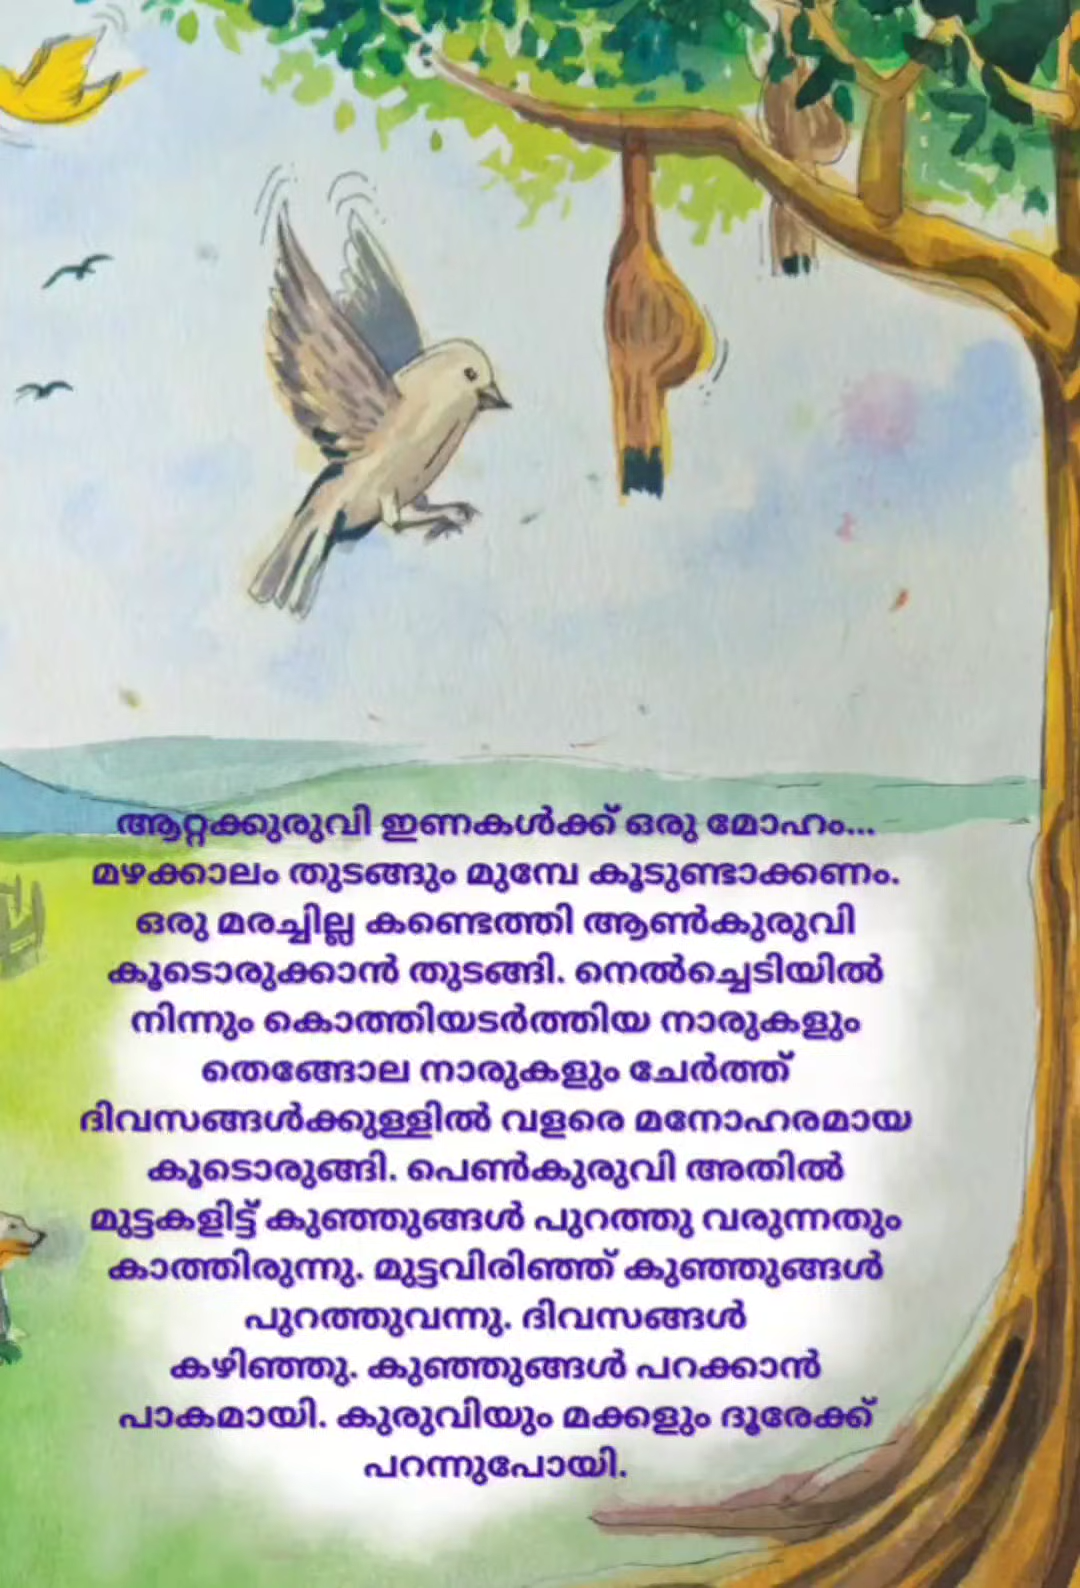 ആറ്റക്കുരുവി ഇണകൾക്ക് ഒരു മോഹം...
മഴക്കാലം തുടങ്ങും മുമ്പേ കൂടുണ്ടാക്കണം.
ഒരു മരച്ചില്ല കണ്ടെത്തി ആൺകുരുവി
കൂടൊരുക്കാൻ തുടങ്ങി. നെൽച്ചെടിയിൽ
നിന്നും കൊത്തിയടർത്തിയ നാരുകളും
തെങ്ങോല നാരുകളും ചേർത്ത്
ദിവസങ്ങൾക്കുള്ളിൽ വളരെ മനോഹരമായ
കൂടൊരുങ്ങി. പെൺകുരുവി അതിൽ
മുട്ടകളിട്ട് കുഞ്ഞുങ്ങൾ പുറത്തു വരുന്നതും
കാത്തിരുന്നു. മുട്ടവിരിഞ്ഞ് കുഞ്ഞുങ്ങൾ
പുറത്തുവന്നു. ദിവസങ്ങൾ
കഴിഞ്ഞു. കുഞ്ഞുങ്ങൾ പറക്കാൻ
പാകമായി. കുരുവിയും മക്കളും ദൂരേക്ക്
പറന്നുപോയി.